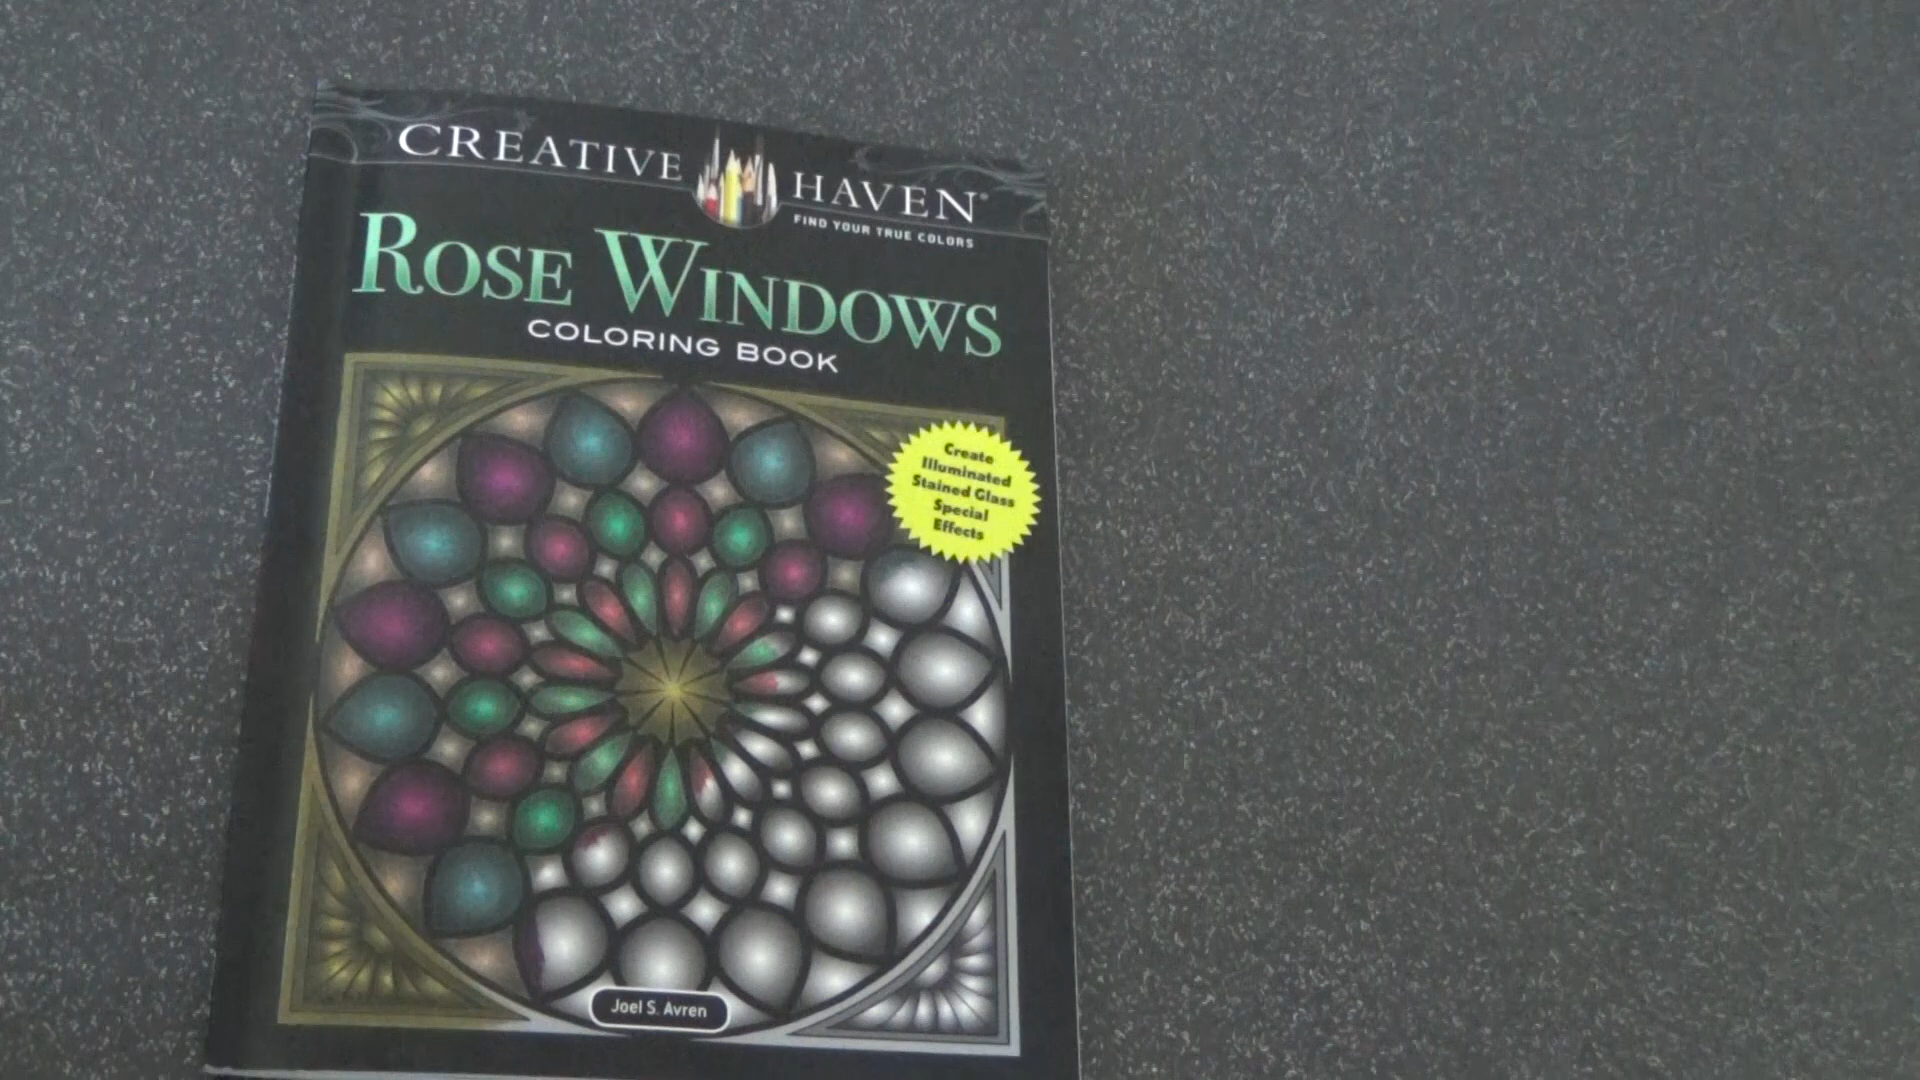 CREATIVE HAVEN®
FIND YOUR TRUE COLORS
ROSE WINDOWS
COLORING BOOK
Create
Illuminated
Stained Glass
Special
Effects
Joel S. Avren